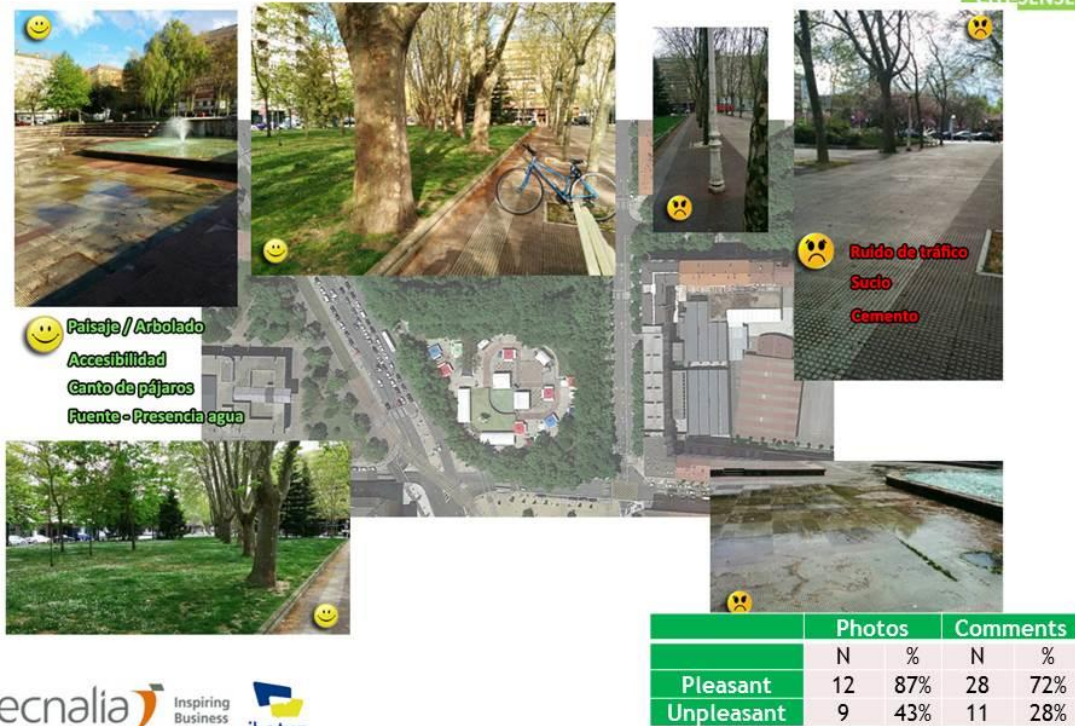 Ruido de tráfico
Sucio
Cemento
Paisaje / Arbolado
Accesibilidad
Canto de pájaros
Fuente - Presencia agua
Photos Comments
N % N %
Pleasant 12 87% 28 72%
Unpleasant 9 43% 11 28%
ecnalia Inspiring
Business